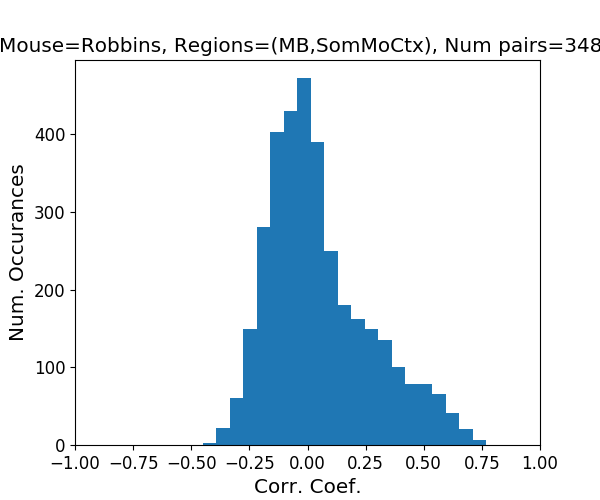 Mouse=Robbins, Regions=(MB,SomMoCtx), Num pairs=348
400
300
200
100
0
Num. Occurances
−1.00 −0.75 −0.50 −0.25 0.00 0.25 0.50 0.75 1.00
Corr. Coef.